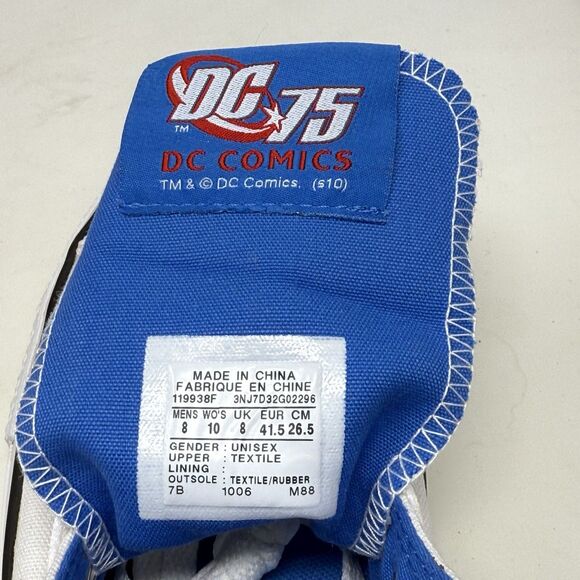 DC 75
TM
DC COMICS
TM & © DC Comics. (s10)
MADE IN CHINA
FABRIQUE EN CHINE
119938F 3NJ7D32G02296
MENS WO'S UK EUR CM
8 10 8 41.5 26.5
GENDER : UNISEX
UPPER : TEXTILE
LINING :
OUTSOLE : TEXTILE/RUBBER
7B 1006 M88